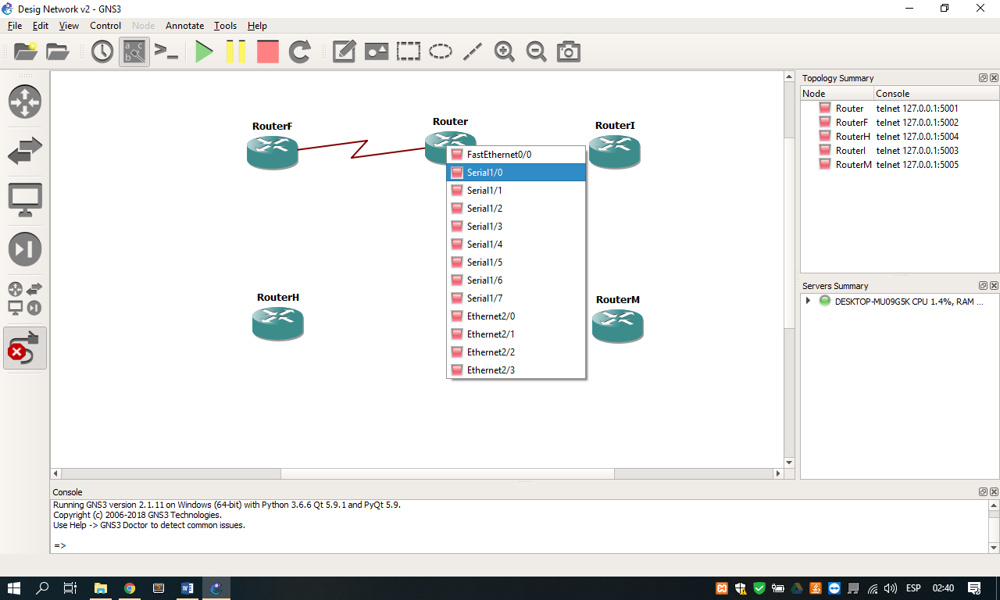 Desig Network v2 - GNS3
File Edit View Control Node Annotate Tools Help
Topology Summary
Node Console
Router telnet 127.0.0.1:5001
RouterF telnet 127.0.0.1:5002
RouterH telnet 127.0.0.1:5004
RouterI telnet 127.0.0.1:5003
RouterM telnet 127.0.0.1:5005
RouterF
Router
RouterI
FastEthernet0/0
Serial1/0
Serial1/1
Serial1/2
Serial1/3
Serial1/4
Serial1/5
Serial1/6
Serial1/7
Ethernet2/0
Ethernet2/1
Ethernet2/2
Ethernet2/3
RouterH
RouterM
Servers Summary
DESKTOP-MU09G5K CPU 1.4%, RAM ...
Console
Running GNS3 version 2.1.11 on Windows (64-bit) with Python 3.6.6 Qt 5.9.1 and PyQt 5.9.
Copyright (c) 2006-2018 GNS3 Technologies.
Use Help -> GNS3 Doctor to detect common issues.
=>
ESP 02:40